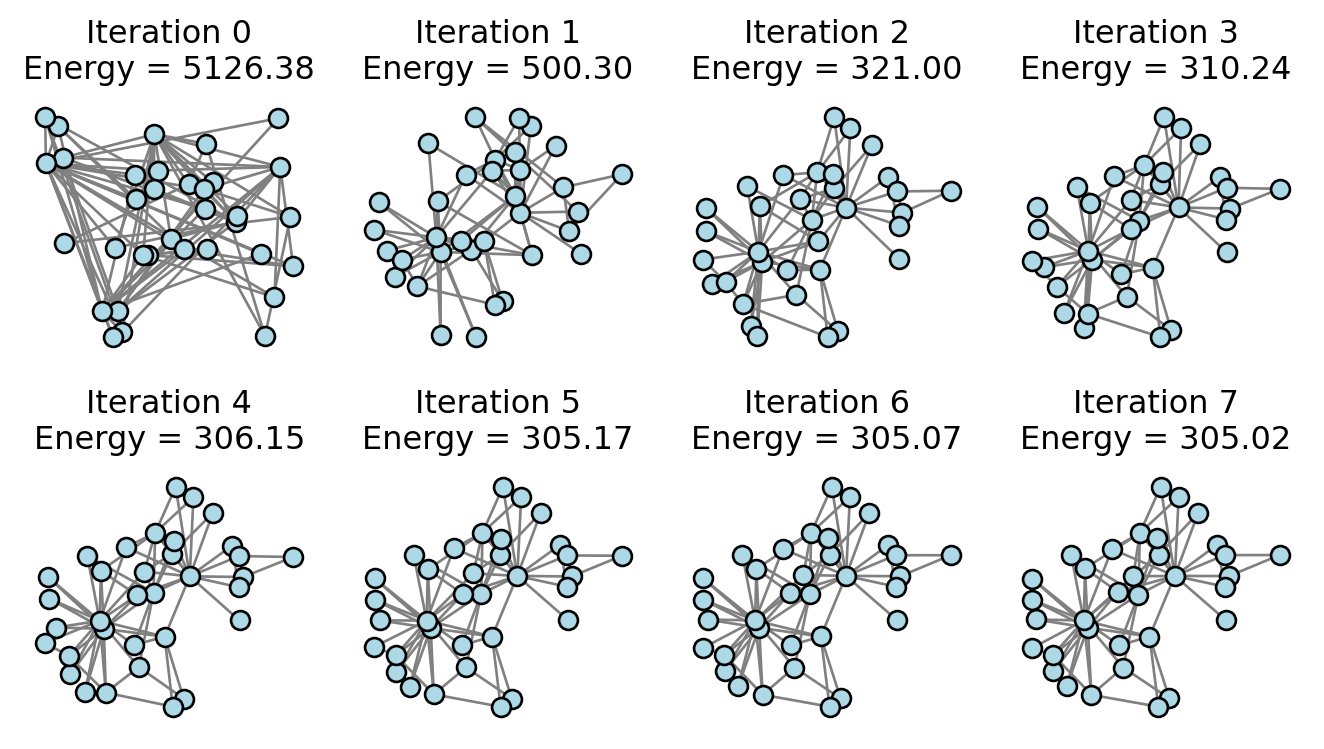 Iteration 0
Energy = 5126.38
Iteration 1
Energy = 500.30
Iteration 2
Energy = 321.00
Iteration 3
Energy = 310.24
Iteration 4
Energy = 306.15
Iteration 5
Energy = 305.17
Iteration 6
Energy = 305.07
Iteration 7
Energy = 305.02